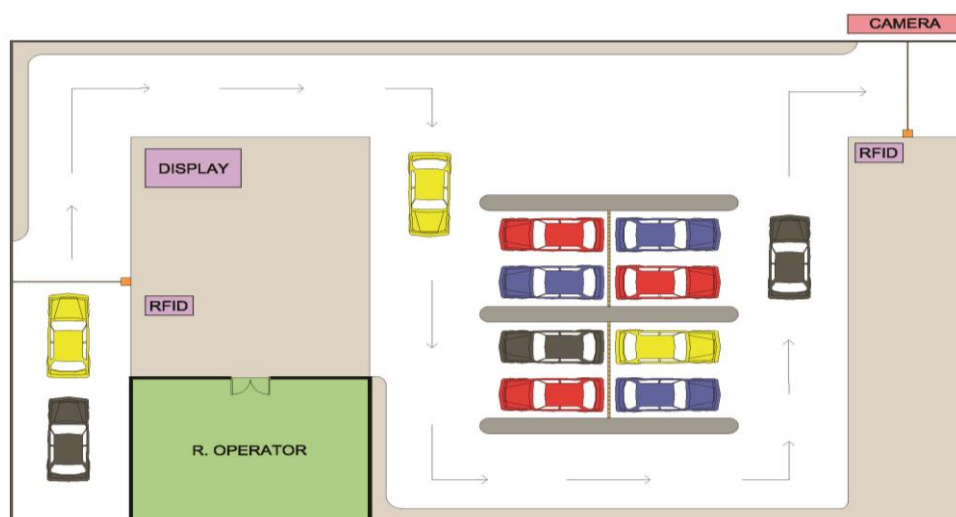 CAMERA
DISPLAY
RFID
RFID
R. OPERATOR